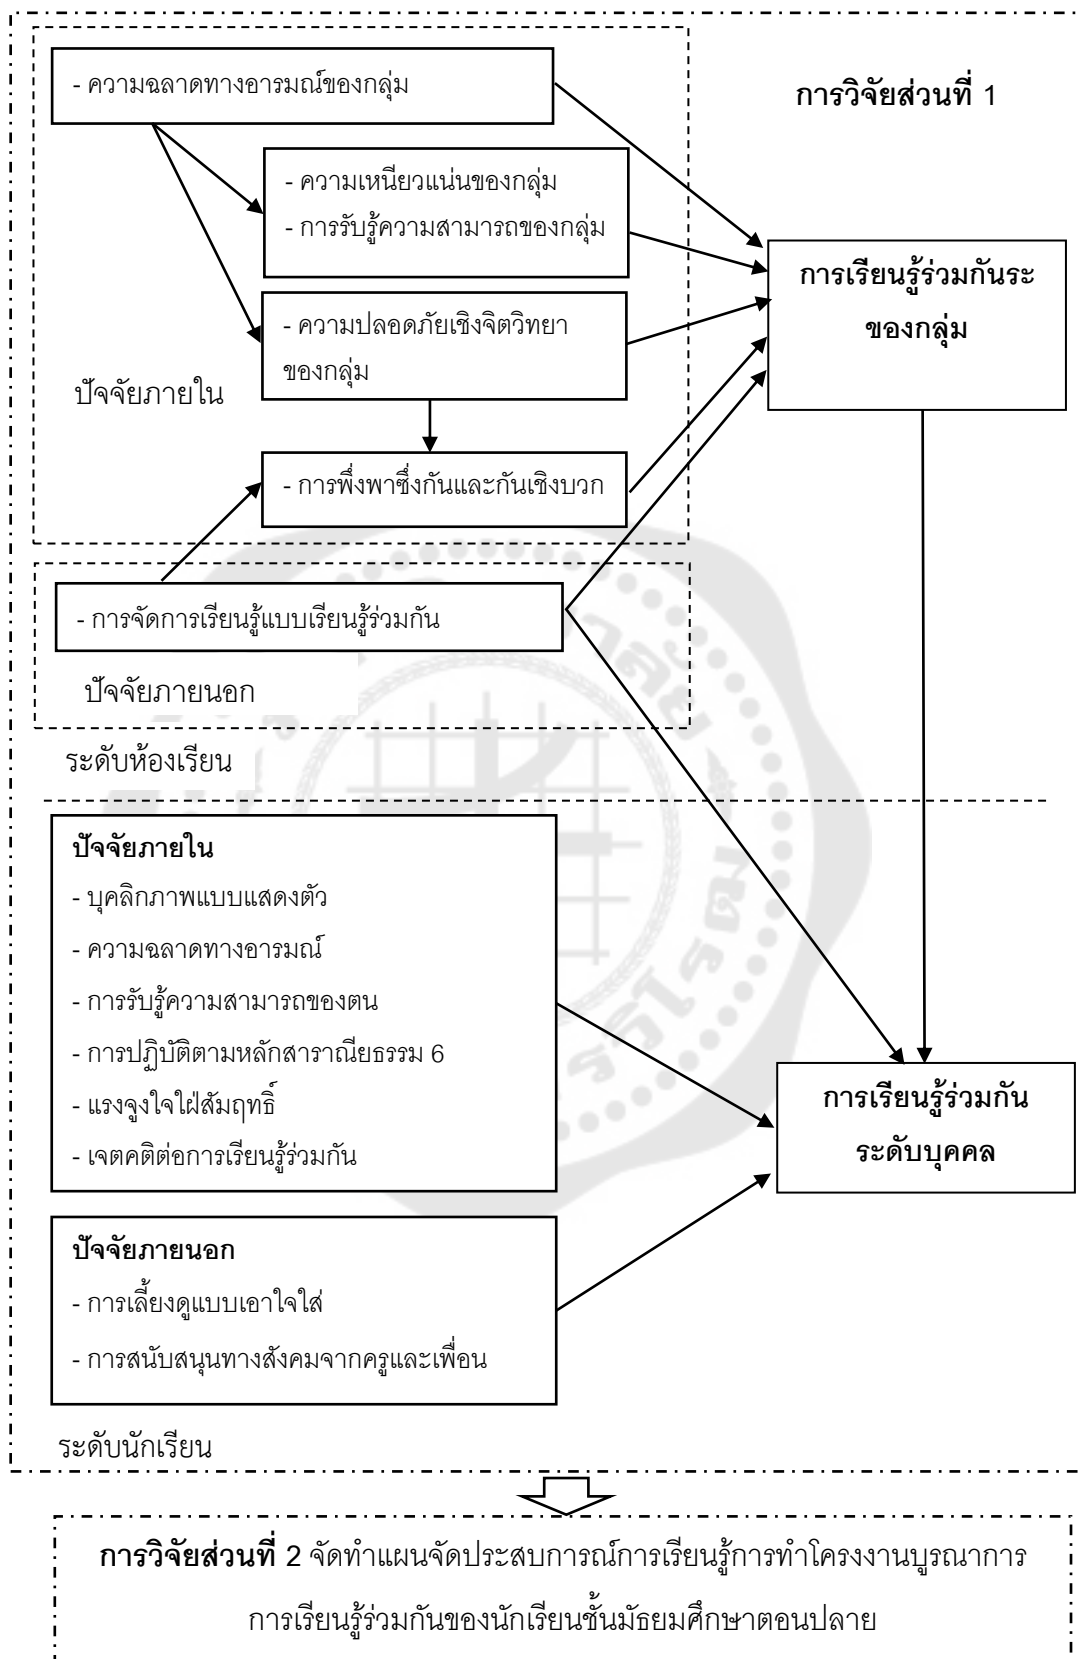 - ความฉลาดทางอารมณ์ของกลุ่ม
การวิจัยส่วนที่ 1
- ความเหนียวแน่นของกลุ่ม
- การรับรู้ความสามารถของกลุ่ม
การเรียนรู้ร่วมกันระ
ของกลุ่ม
- ความปลอดภัยเชิงจิตวิทยา
ของกลุ่ม
ปัจจัยภายใน
- การพึ่งพาซึ่งกันและกันเชิงบวก
- การจัดการเรียนรู้แบบเรียนรู้ร่วมกัน
ปัจจัยภายนอก
ระดับห้องเรียน
ปัจจัยภายใน
- บุคลิกภาพแบบแสดงตัว
- ความฉลาดทางอารมณ์
- การรับรู้ความสามารถของตน
- การปฏิบัติตามหลักสาราณียธรรม 6
- แรงจูงใจใฝ่สัมฤทธิ์
- เจตคติต่อการเรียนรู้ร่วมกัน
การเรียนรู้ร่วมกัน
ระดับบุคคล
ปัจจัยภายนอก
- การเลี้ยงดูแบบเอาใจใส่
- การสนับสนุนทางสังคมจากครูและเพื่อน
ระดับนักเรียน
การวิจัยส่วนที่ 2 จัดทำแผนจัดประสบการณ์การเรียนรู้การทำโครงงานบูรณาการ
การเรียนรู้ร่วมกันของนักเรียนชั้นมัธยมศึกษาตอนปลาย